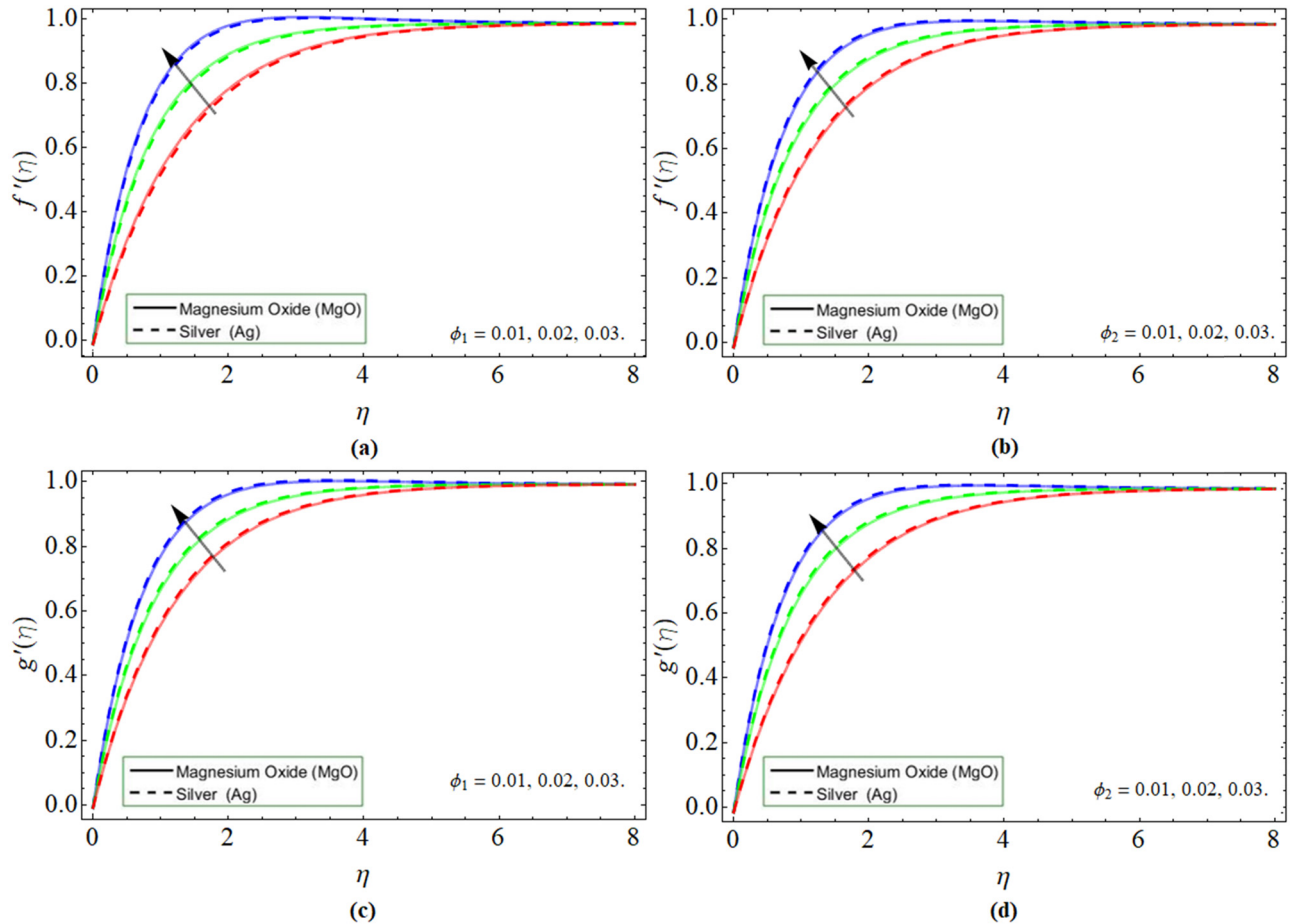 1.0
0.8
0.6
0.4
0.2
0.0
f '(η)
Magnesium Oxide (MgO)
Silver (Ag)
ϕ1 = 0.01, 0.02, 0.03.
0 2 4 6 8
η
(a)
1.0
0.8
0.6
0.4
0.2
0.0
f '(η)
Magnesium Oxide (MgO)
Silver (Ag)
ϕ2 = 0.01, 0.02, 0.03.
0 2 4 6 8
η
(b)
1.0
0.8
0.6
0.4
0.2
0.0
g'(η)
Magnesium Oxide (MgO)
Silver (Ag)
ϕ1 = 0.01, 0.02, 0.03.
0 2 4 6 8
η
(c)
1.0
0.8
0.6
0.4
0.2
0.0
g'(η)
Magnesium Oxide (MgO)
Silver (Ag)
ϕ2 = 0.01, 0.02, 0.03.
0 2 4 6 8
η
(d)